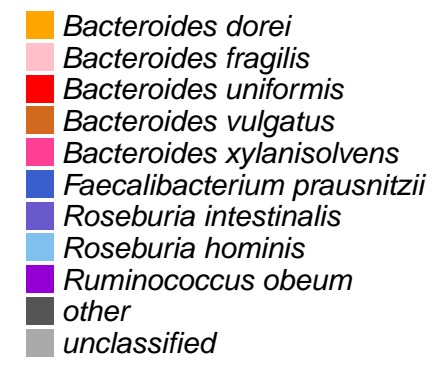 Bacteroides dorei
Bacteroides fragilis
Bacteroides uniformis
Bacteroides vulgatus
Bacteroides xylanisolvens
Faecalibacterium prausnitzii
Roseburia intestinalis
Roseburia hominis
Ruminococcus obeum
other
unclassified